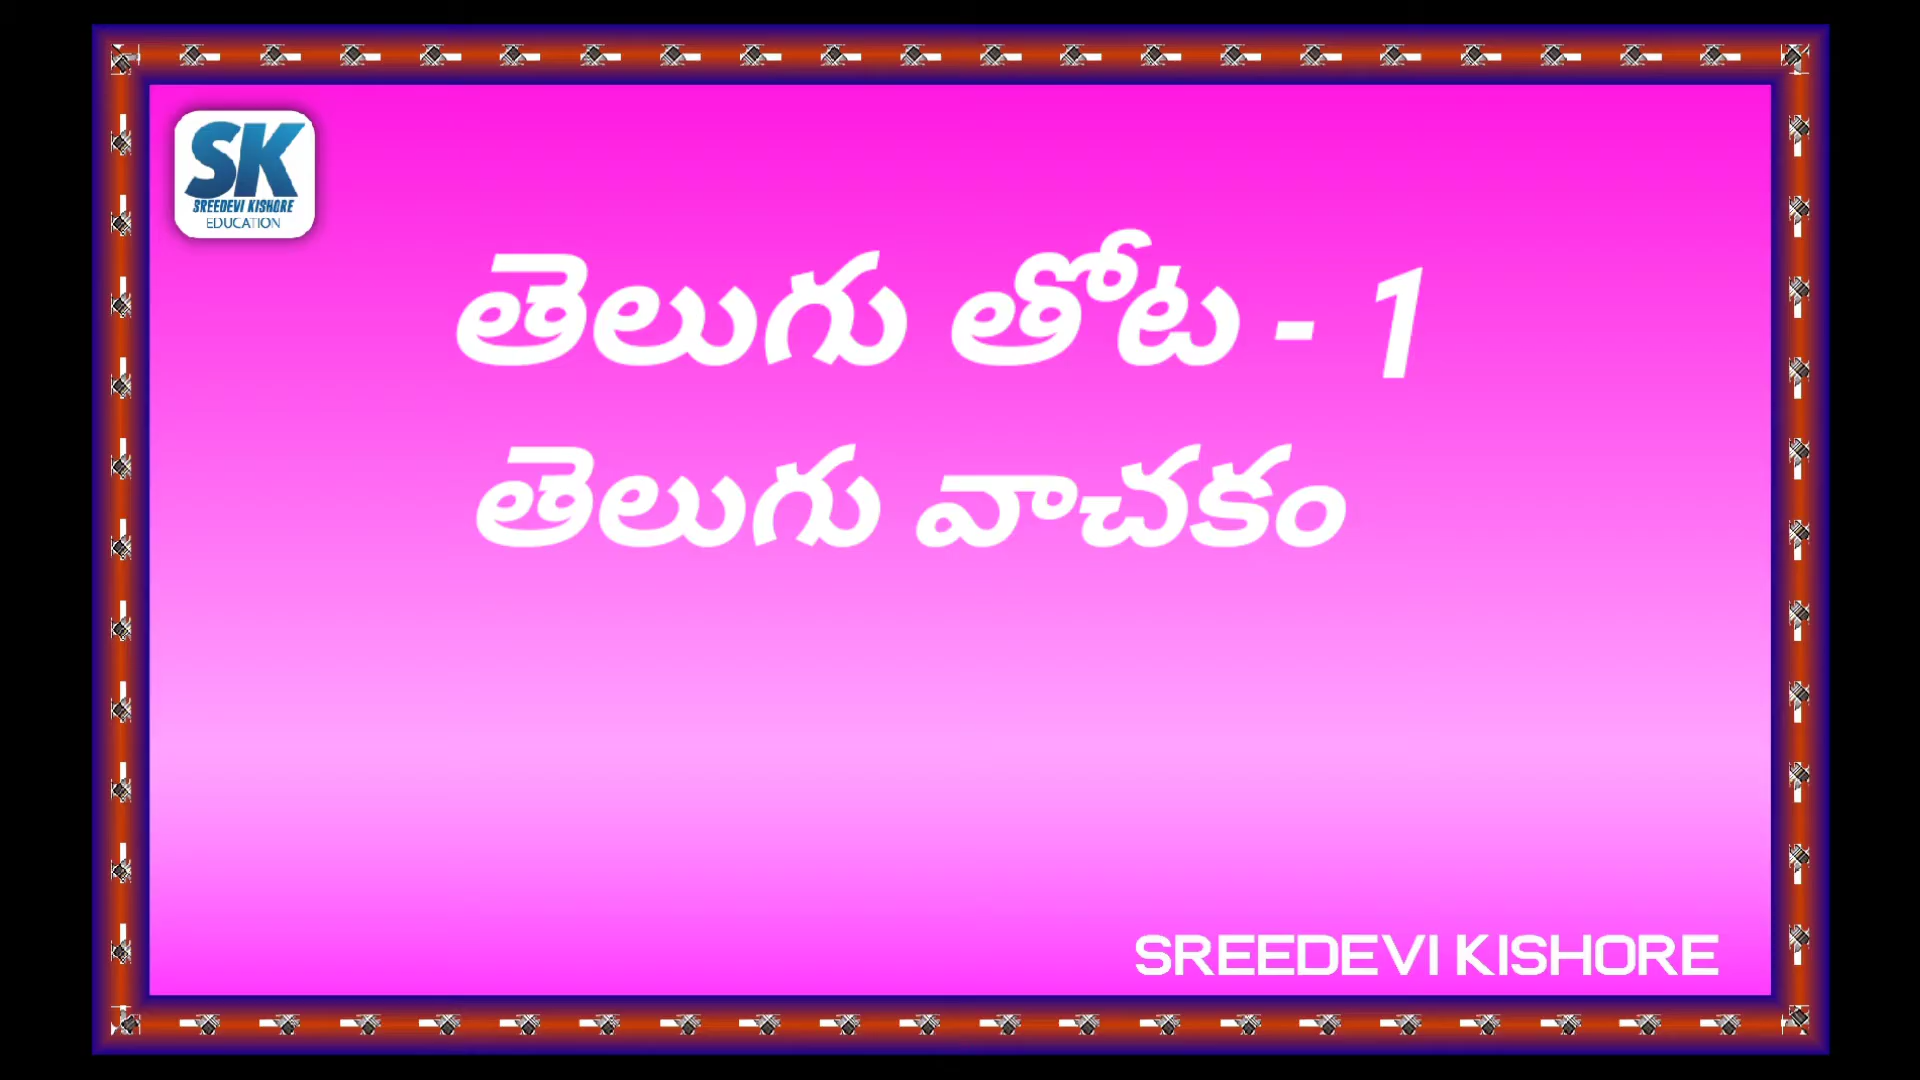 SK
SREEDEVI KISHORE
EDUCATION
తెలుగు తోట - 1
తెలుగు వాచకం
SREEDEVI KISHORE